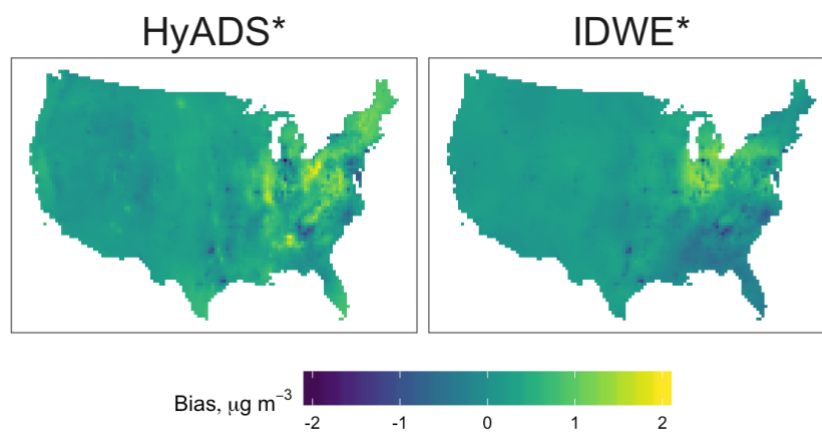 HyADS*
IDWE*
Bias, μg m⁻³
-2 -1 0 1 2